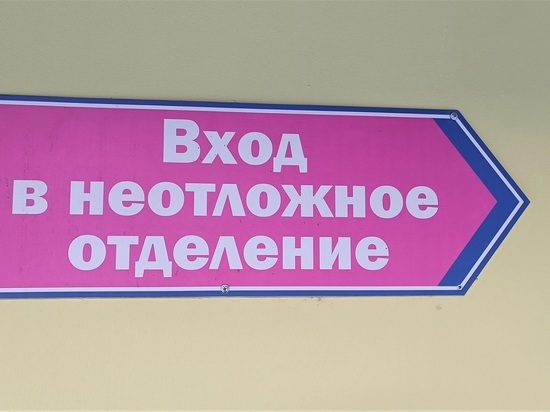 Вход
в неотложное
отделение